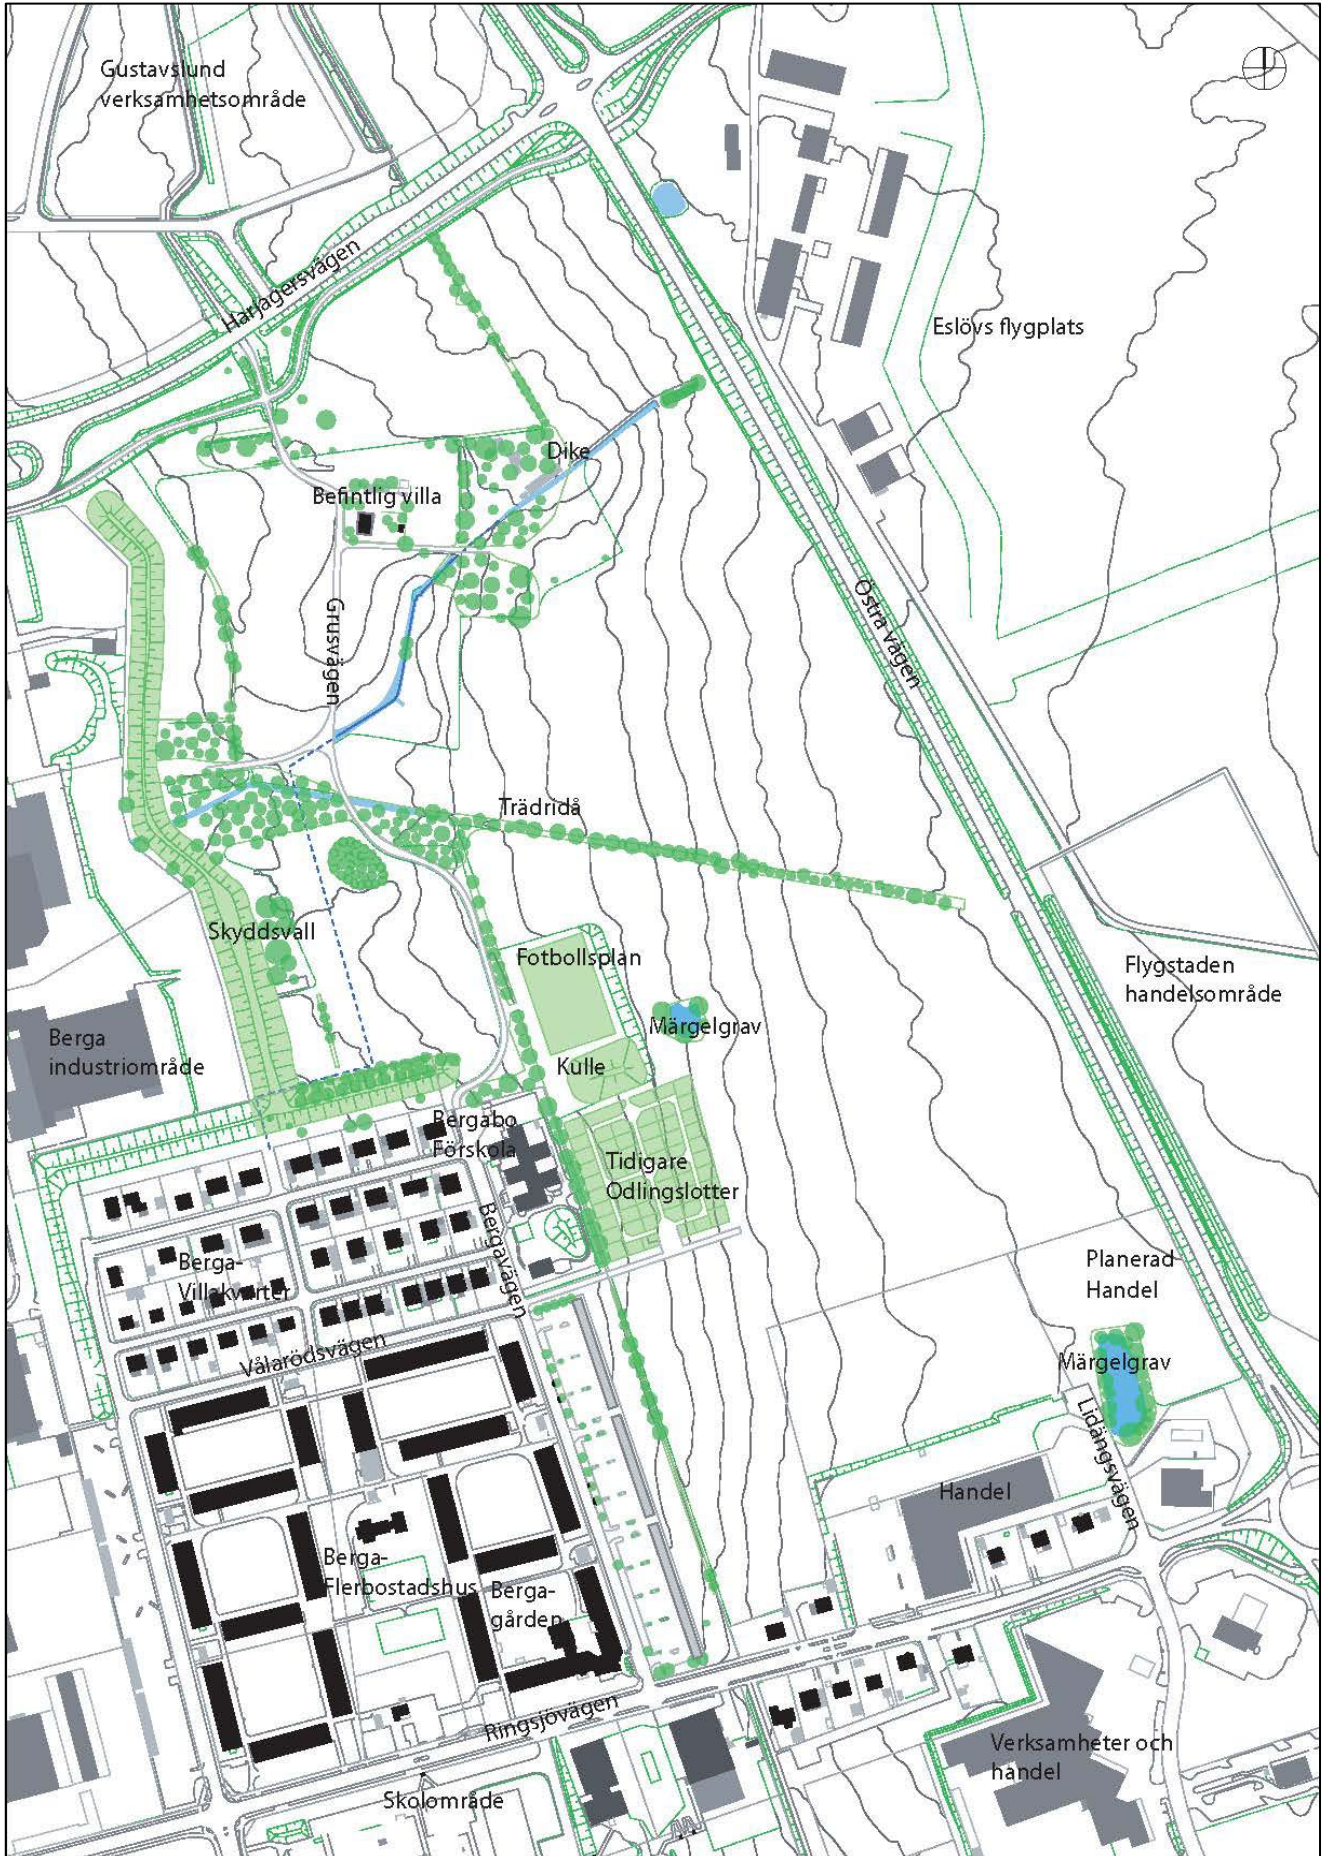 Gustavslund
verksamhetsområde
Harjagersvägen
Eslövs flygplats
Dike
Befintlig villa
Grusvägen
Östra vägen
Trädridå
Skyddsvall
Fotbollsplan
Flygstaden
handelsområde
Märgelgrav
Berga
industriområde
Kulle
Bergabo
Förskola
Tidigare
Odlingslotter
Bergavägen
Berga-
Villakvarter
Planerad
Handel
Vålarödsvägen
Märgelgrav
Lidängsvägen
Handel
Berga-
Flerbostadshus
Berga-
gården
Ringsjövägen
Verksamheter och
handel
Skolområde